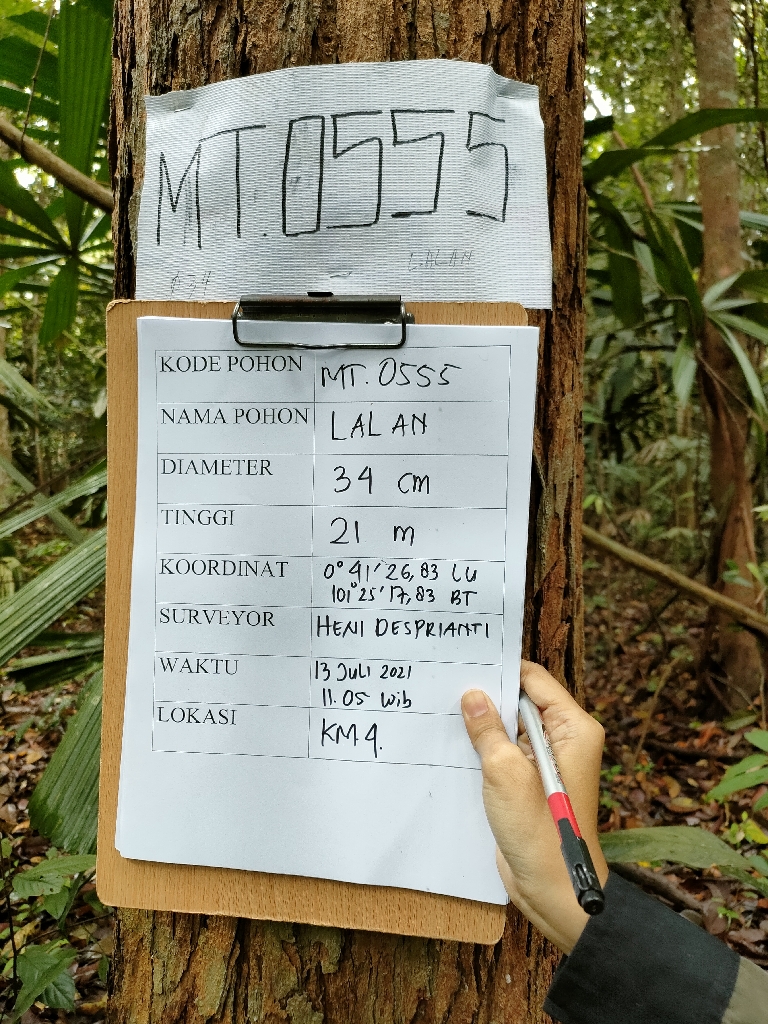 MT. 0555
034 - LALAN
KODE POHON MT. 0555
NAMA POHON LALAN
DIAMETER 34 cm
TINGGI 21 m
KOORDINAT 0° 41' 26,83 LU
101° 25' 17,83 BT
SURVEYOR HENI DESPRIANTI
WAKTU 13 Juli 2021
11.05 wib
LOKASI KM 4.